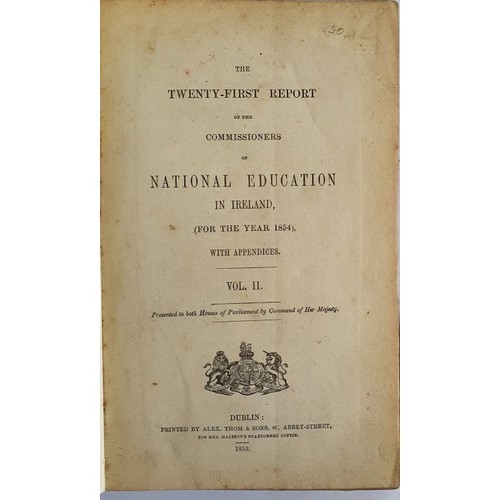 50
THE
TWENTY-FIRST REPORT
OF THE
COMMISSIONERS
OF
NATIONAL EDUCATION
IN IRELAND,
(FOR THE YEAR 1854),
WITH APPENDICES.
VOL. II.
Presented to both Houses of Parliament by Command of Her Majesty.
DUBLIN:
PRINTED BY ALEX. THOM & SONS, 87, ABBEY-STREET,
FOR HER MAJESTY'S STATIONERY OFFICE.
1855.